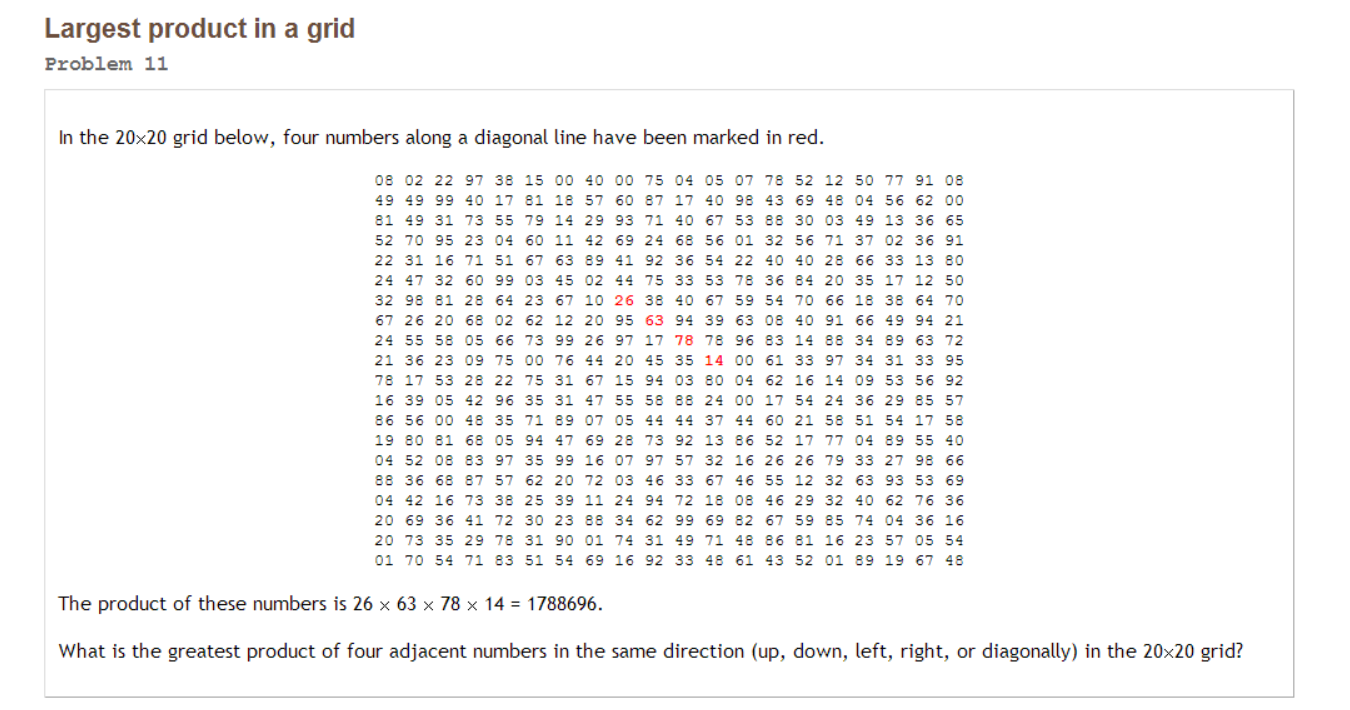 Largest product in a grid
Problem 11
In the 20×20 grid below, four numbers along a diagonal line have been marked in red.
08 02 22 97 38 15 00 40 00 75 04 05 07 78 52 12 50 77 91 08
49 49 99 40 17 81 18 57 60 87 17 40 98 43 69 48 04 56 62 00
81 49 31 73 55 79 14 29 93 71 40 67 53 88 30 03 49 13 36 65
52 70 95 23 04 60 11 42 69 24 68 56 01 32 56 71 37 02 36 91
22 31 16 71 51 67 63 89 41 92 36 54 22 40 40 28 66 33 13 80
24 47 32 60 99 03 45 02 44 75 33 53 78 36 84 20 35 17 12 50
32 98 81 28 64 23 67 10 26 38 40 67 59 54 70 66 18 38 64 70
67 26 20 68 02 62 12 20 95 63 94 39 63 08 40 91 66 49 94 21
24 55 58 05 66 73 99 26 97 17 78 78 96 83 14 88 34 89 63 72
21 36 23 09 75 00 76 44 20 45 35 14 00 61 33 97 34 31 33 95
78 17 53 28 22 75 31 67 15 94 03 80 04 62 16 14 09 53 56 92
16 39 05 42 96 35 31 47 55 58 88 24 00 17 54 24 36 29 85 57
86 56 00 48 35 71 89 07 05 44 44 37 44 60 21 58 51 54 17 58
19 80 81 68 05 94 47 69 28 73 92 13 86 52 17 77 04 89 55 40
04 52 08 83 97 35 99 16 07 97 57 32 16 26 26 79 33 27 98 66
88 36 68 87 57 62 20 72 03 46 33 67 46 55 12 32 63 93 53 69
04 42 16 73 38 25 39 11 24 94 72 18 08 46 29 32 40 62 76 36
20 69 36 41 72 30 23 88 34 62 99 69 82 67 59 85 74 04 36 16
20 73 35 29 78 31 90 01 74 31 49 71 48 86 81 16 23 57 05 54
01 70 54 71 83 51 54 69 16 92 33 48 61 43 52 01 89 19 67 48
The product of these numbers is 26 × 63 × 78 × 14 = 1788696.
What is the greatest product of four adjacent numbers in the same direction (up, down, left, right, or diagonally) in the 20×20 grid?